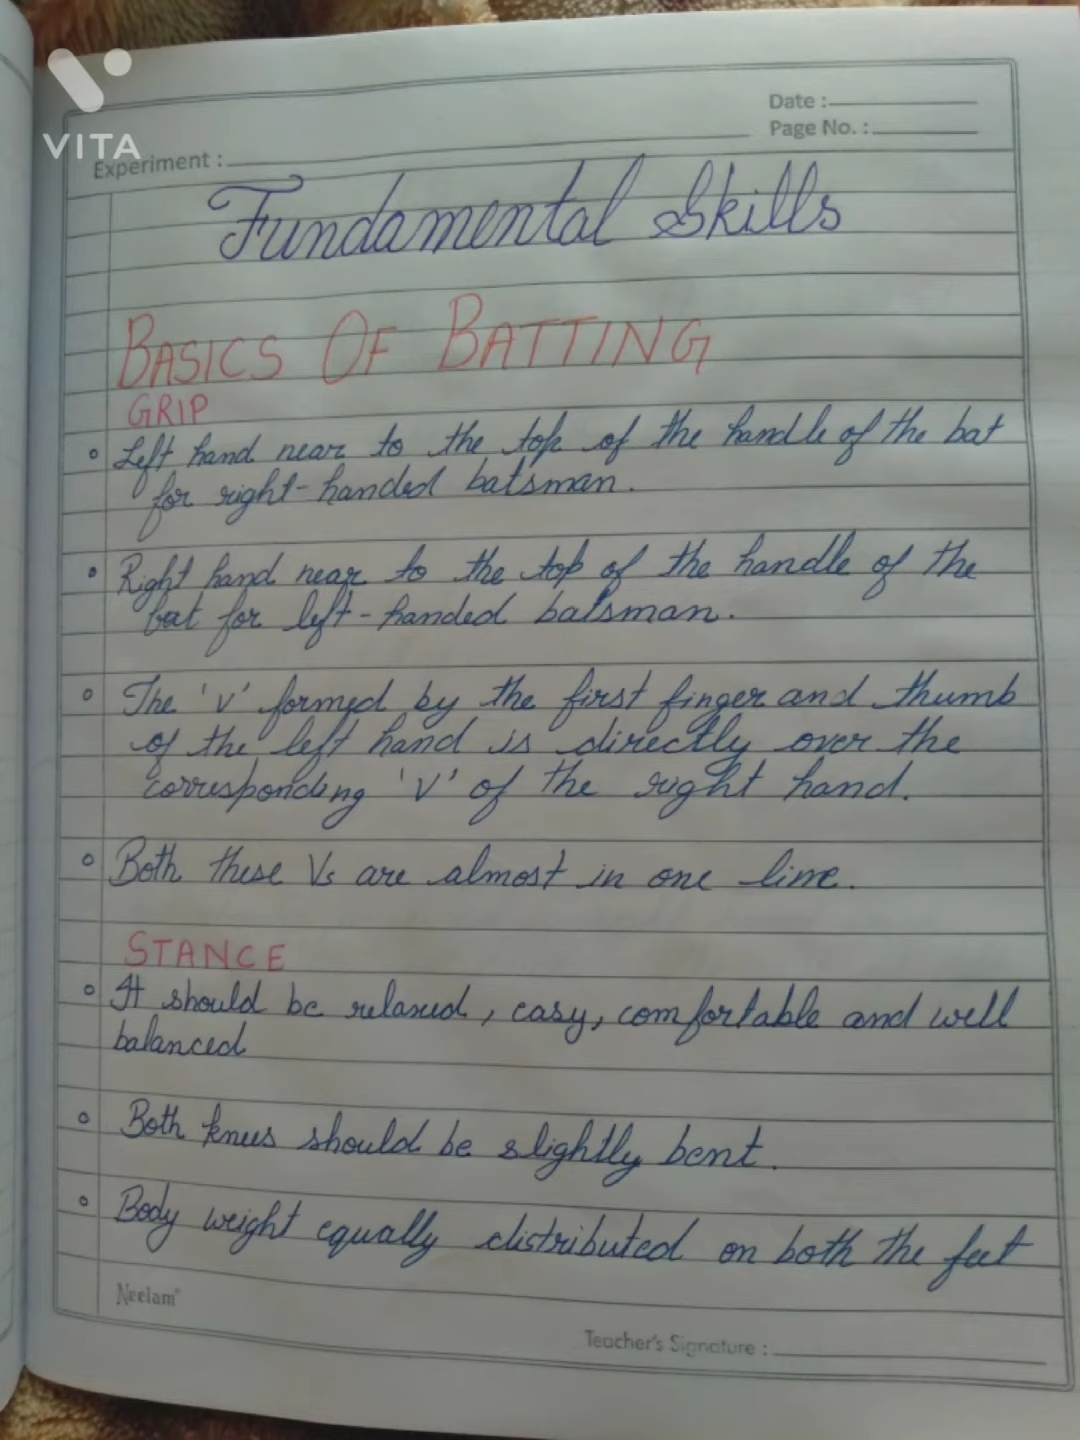 VITA
Date :
Page No. :
Experiment :
Fundamental Skills
BASICS OF BATTING
GRIP
Left hand near to the top of the handle of the bat
for right-handed batsman.
Right hand near to the top of the handle of the
bat for left-handed batsman.
The 'V' formed by the first finger and thumb
of the left hand is directly over the
corresponding 'V' of the right hand.
Both these Vs are almost in one line.
STANCE
It should be relaxed, easy, comfortable and well
balanced
Both knees should be slightly bent.
Body weight equally distributed on both the feet
Neelam
Teacher's Signature :